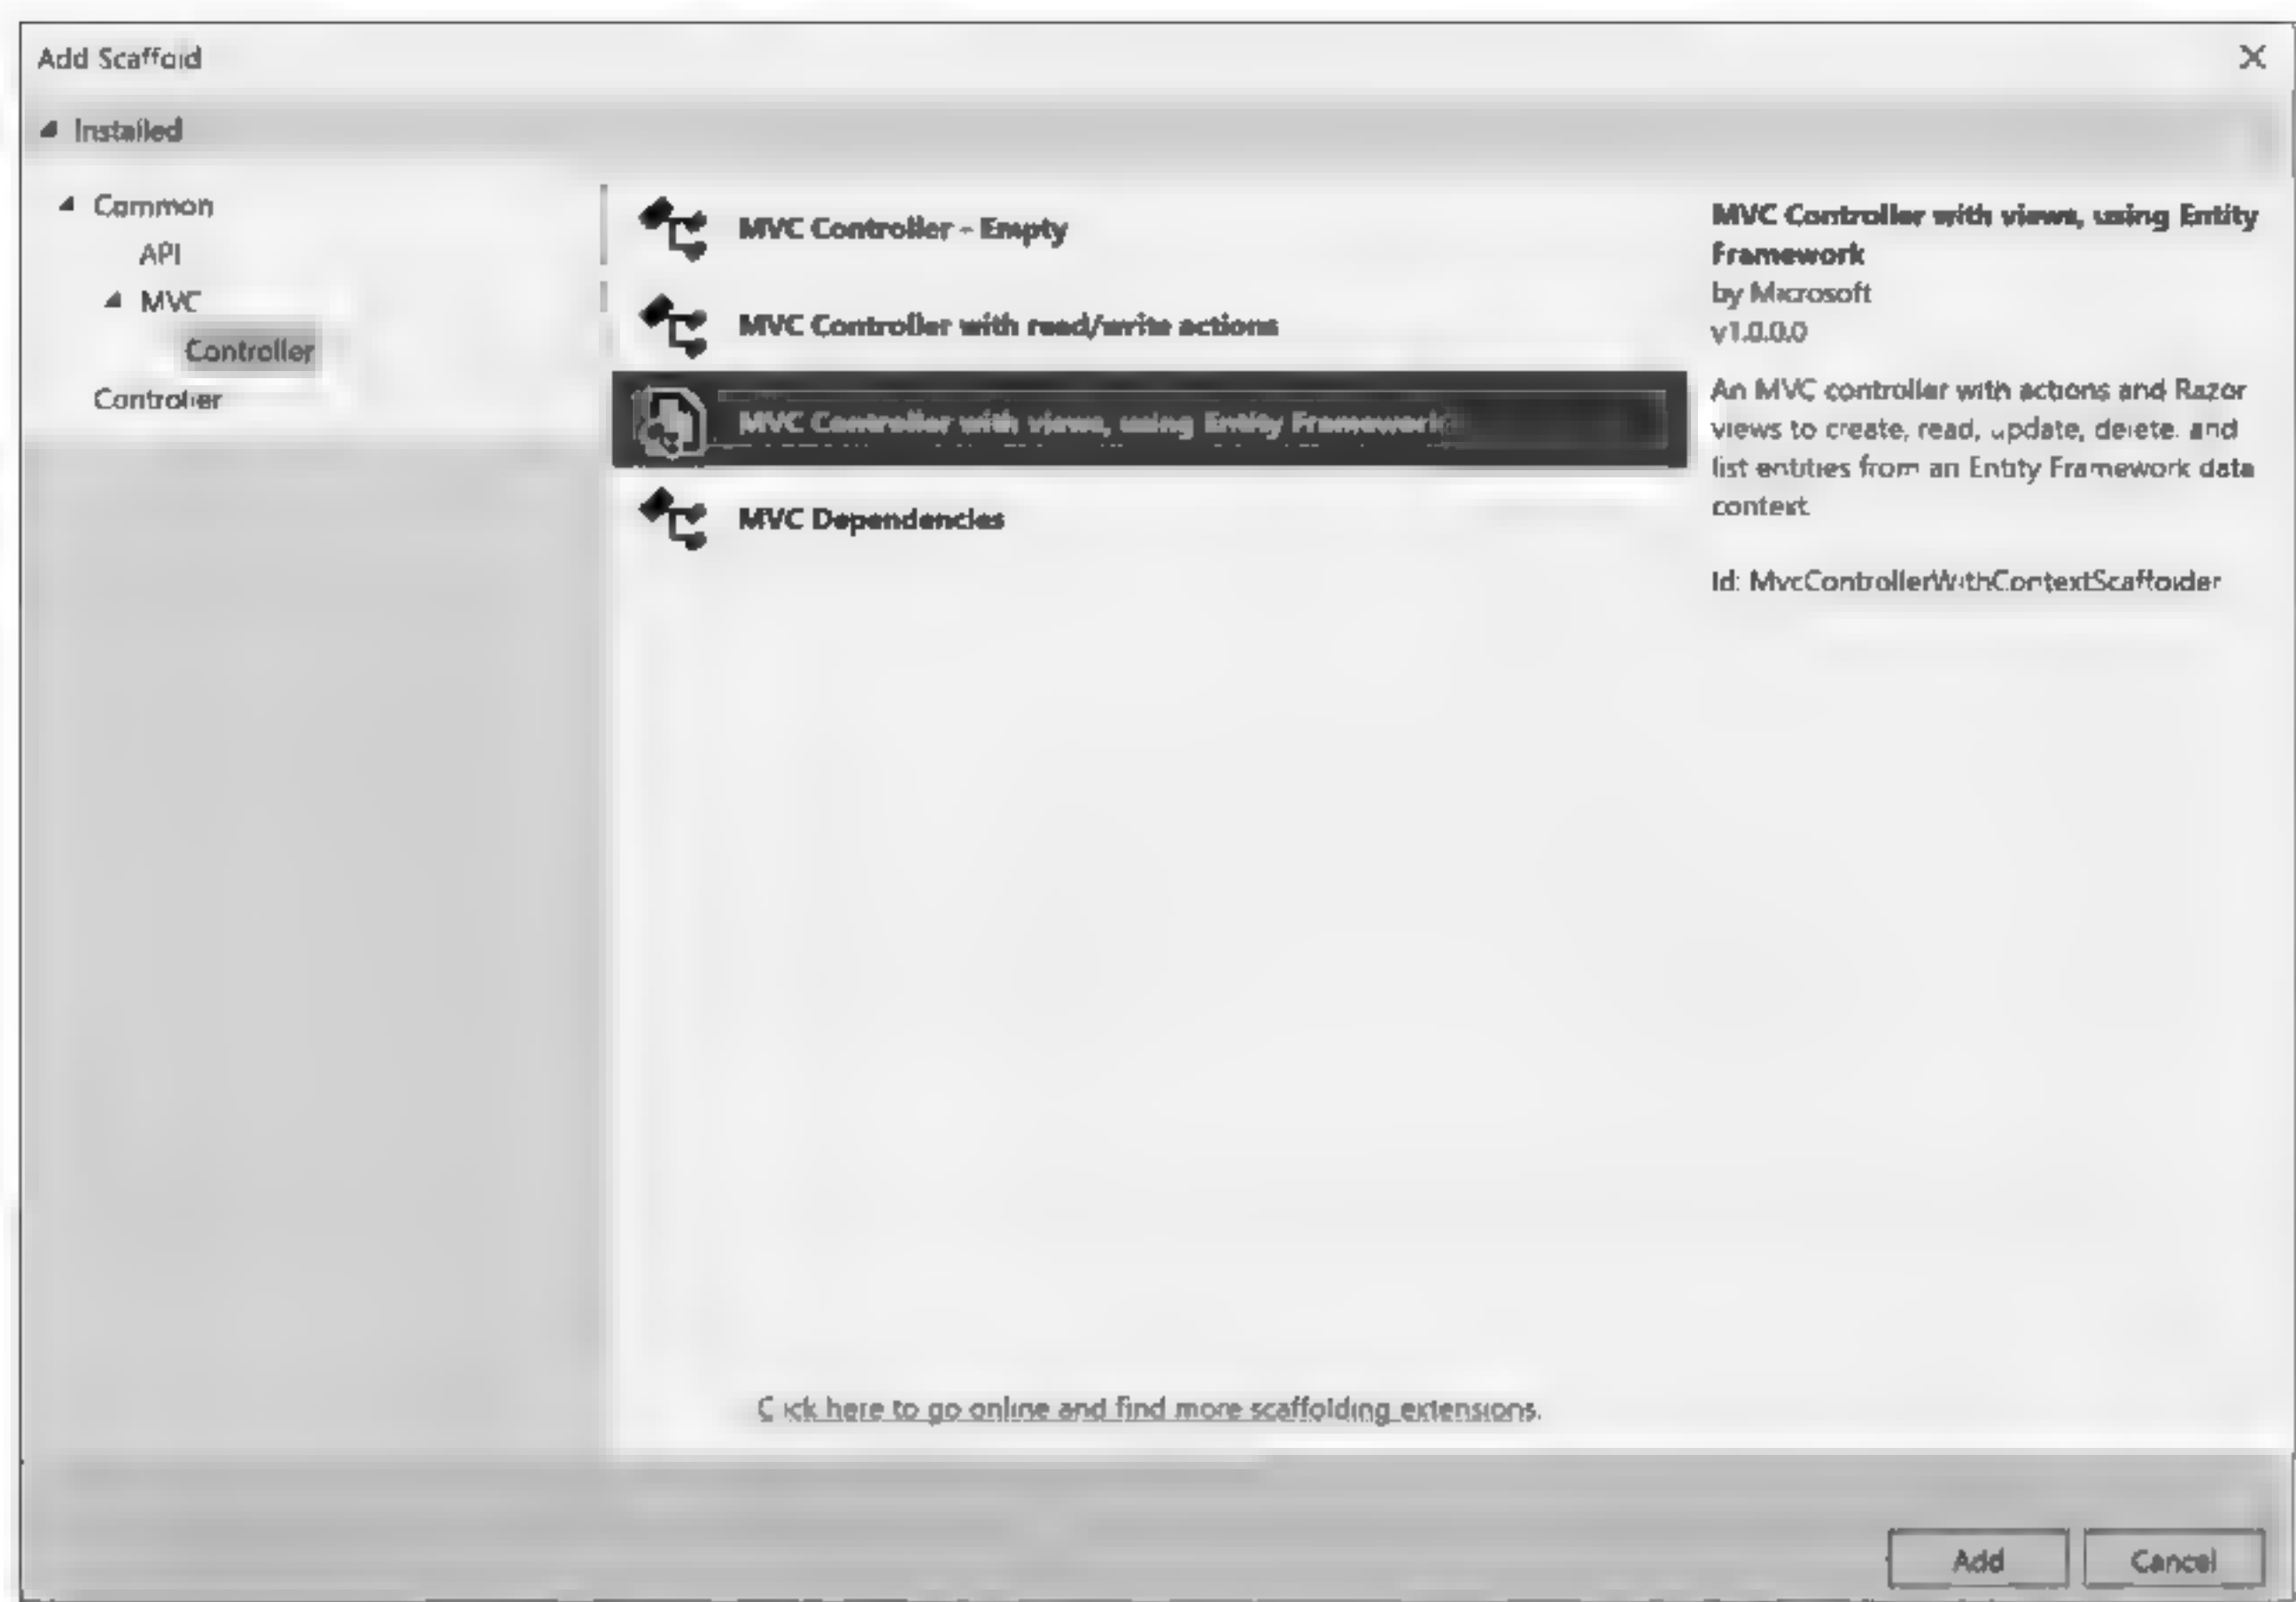 Add Scaffold
Installed
Common
API
MVC
Controller
Controller
MVC Controller - Empty
MVC Controller with read/write actions
MVC Controller with views, using Entity Framework
MVC Dependencies
Click here to go online and find more scaffolding extensions.
MVC Controller with views, using Entity
Framework
by Microsoft
v1.0.0.0
An MVC controller with actions and Razor
views to create, read, update, delete, and
list entities from an Entity Framework data
context.
Id: MvcControllerWithContextScaffolder
Add
Cancel